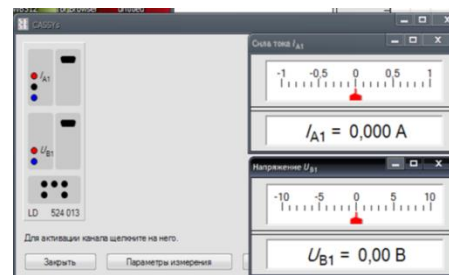 CASSYs
I_A1
U_B1
LD 524 013
Для активации канала щелкните на него.
Закрыть
Параметры измерения
Сила тока I_A1
-1 -0,5 0 0,5 1
I_A1 = 0,000 A
Напряжение U_B1
-10 -5 0 5 10
U_B1 = 0,00 В